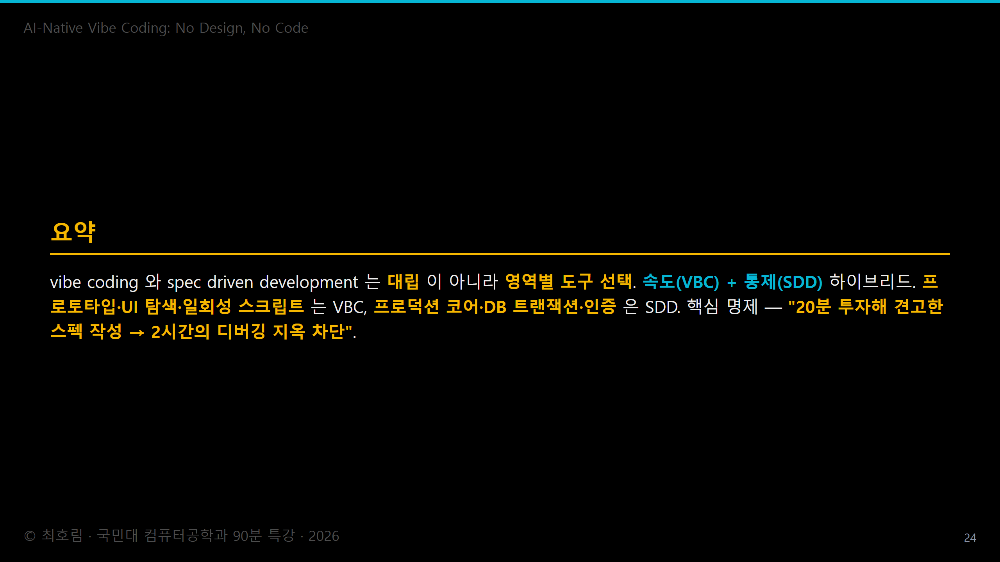 AI-Native Vibe Coding: No Design, No Code
요약
vibe coding 와 spec driven development 는 대립 이 아니라 영역별 도구 선택. 속도(VBC) + 통제(SDD) 하이브리드. 프
로토타입·UI 탐색·일회성 스크립트 는 VBC, 프로덕션 코어·DB 트랜잭션·인증 은 SDD. 핵심 명제 — "20분 투자해 견고한
스펙 작성 → 2시간의 디버깅 지옥 차단".
© 최호림 · 국민대 컴퓨터공학과 90분 특강 · 2026
24